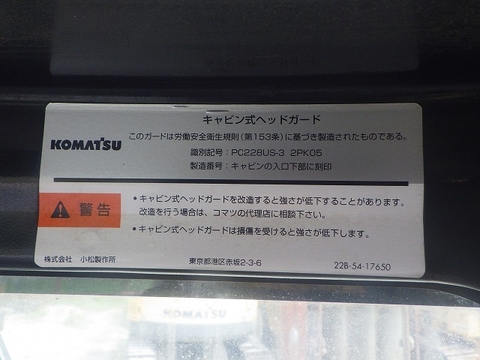 キャビン式ヘッドガード
このガードは労働安全衛生規則(第153条)に基づき製造されたものである。
KOMATSU
識別記号：PC228US-3 2PK05
製造番号：キャビンの入口下部に刻印
警告
・キャビン式ヘッドガードを改造すると強さが低下することがあります。
改造を行う場合は、コマツの代理店に相談下さい。
・キャビン式ヘッドガードは損傷を受けると強さが低下します。
株式会社 小松製作所 東京都港区赤坂2-3-6 22B-54-17650
KOMATSU